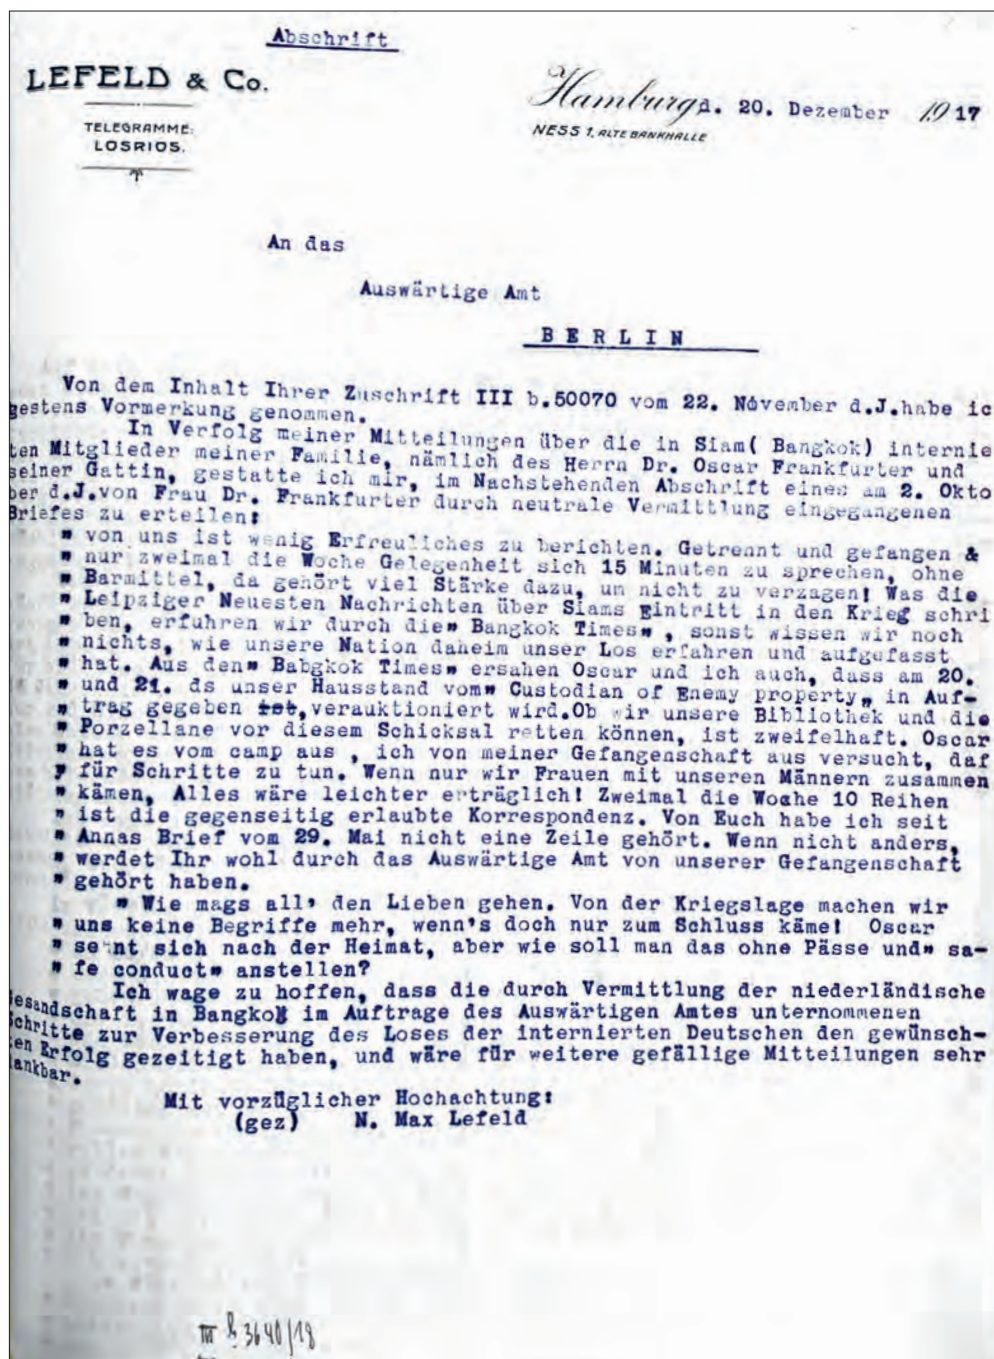 Abschrift
LEFELD & Co.
TELEGRAMME:
LOSRIOS.
Hamburg, d. 20. Dezember 1917
NESS 1, ALTE BANKHALLE
An das
Auswärtige Amt
BERLIN
Von dem Inhalt Ihrer Zuschrift III b.50070 vom 22. November d.J.habe ic
gestens Vormerkung genommen.
In Verfolg meiner Mitteilungen über die in Siam( Bangkok) internie
ten Mitglieder meiner Familie, nämlich des Herrn Dr. Oscar Frankfurter und
seiner Gattin, gestatte ich mir, im Nachstehenden Abschrift eines am 2. Okto
ber d.J.von Frau Dr. Frankfurter durch neutrale Vermittlung eingegangenen
Briefes zu erteilen:
" von uns ist wenig Erfreuliches zu berichten. Getrennt und gefangen &
" nur zweimal die Woche Gelegenheit sich 15 Minuten zu sprechen, ohne
" Barmittel, da gehört viel Stärke dazu, um nicht zu verzagen! Was die
" Leipziger Neuesten Nachrichten über Siams Eintritt in den Krieg schri
" ben, erfuhren wir durch die" Bangkok Times" , sonst wissen wir noch
" nichts, wie unsere Nation daheim unser Los erfahren und aufgefasst
" hat. Aus den" Babgkok Times" ersahen Oscar und ich auch, dass am 20.
" und 21. ds unser Hausstand vom" Custodian of Enemy property" in Auf-
" trag gegeben ist,verauktioniert wird.Ob wir unsere Bibliothek und die
" Porzellane vor diesem Schicksal retten können, ist zweifelhaft. Oscar
" hat es vom camp aus , ich von meiner Gefangenschaft aus versucht, daf
" für Schritte zu tun. Wenn nur wir Frauen mit unseren Männern zusammen
" kämen, Alles wäre leichter erträglich! Zweimal die Woahe 10 Reihen
" ist die gegenseitig erlaubte Korrespondenz. Von Euch habe ich seit
" Annas Brief vom 29. Mai nicht eine Zeile gehört. Wenn nicht anders,
" werdet Ihr wohl durch das Auswärtige Amt von unserer Gefangenschaft
" gehört haben.
" Wie mags all' den Lieben gehen. Von der Kriegslage machen wir
" uns keine Begriffe mehr, wenn's doch nur zum Schluss käme! Oscar
" sehnt sich nach der Heimat, aber wie soll man das ohne Pässe und" sa-
" fe conduct" anstellen?
Ich wage zu hoffen, dass die durch Vermittlung der niederländische
Gesandschaft in Bangkok im Auftrage des Auswärtigen Amtes unternommenen
Schritte zur Verbesserung des Loses der internierten Deutschen den gewünsch-
ten Erfolg gezeitigt haben, und wäre für weitere gefällige Mitteilungen sehr
dankbar.
Mit vorzüglicher Hochachtung:
(gez) N. Max Lefeld
III b 3640/18